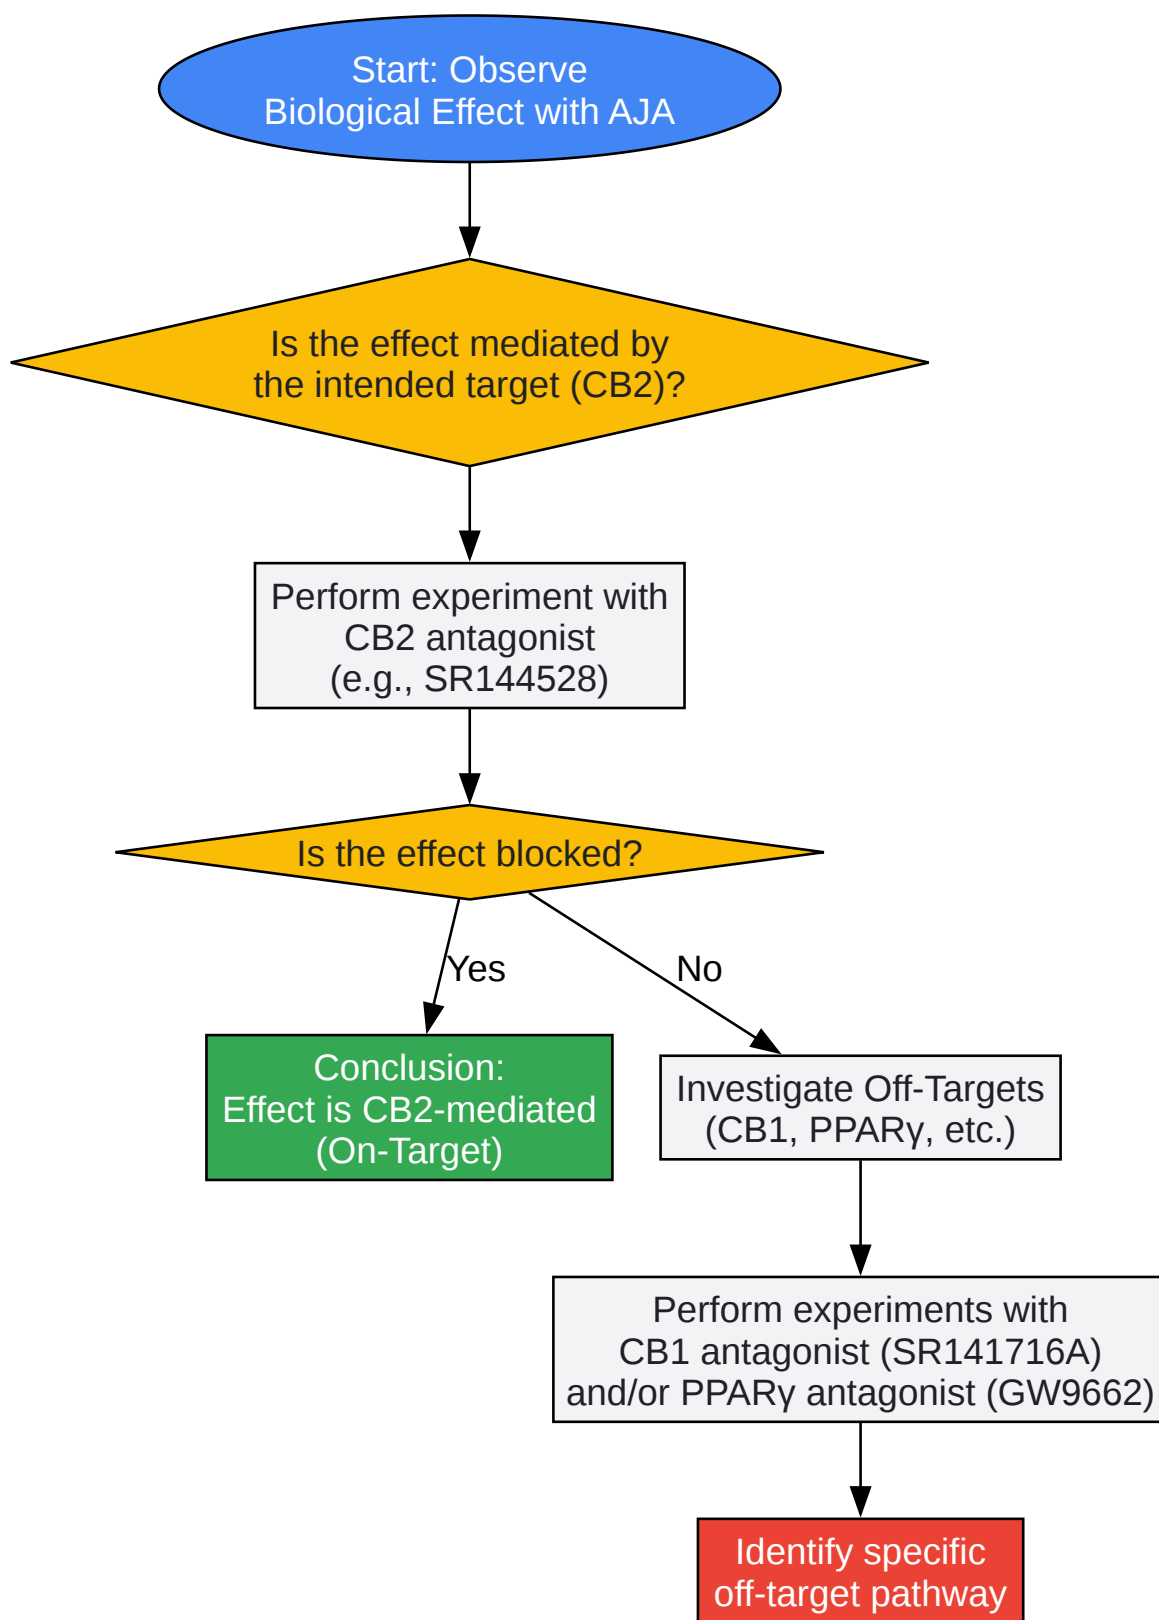 Start: Observe
Biological Effect with AJA
Is the effect mediated by
the intended target (CB2)?
Perform experiment with
CB2 antagonist
(e.g., SR144528)
Is the effect blocked?
Yes
No
Conclusion:
Effect is CB2-mediated
(On-Target)
Investigate Off-Targets
(CB1, PPARγ, etc.)
Perform experiments with
CB1 antagonist (SR141716A)
and/or PPARγ antagonist (GW9662)
Identify specific
off-target pathway